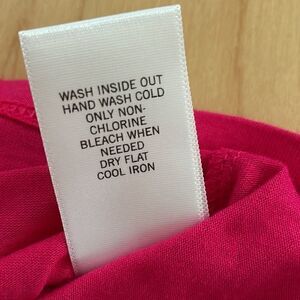 WASH INSIDE OUT
HAND WASH COLD
ONLY NON-
CHLORINE
BLEACH WHEN
NEEDED
DRY FLAT
COOL IRON